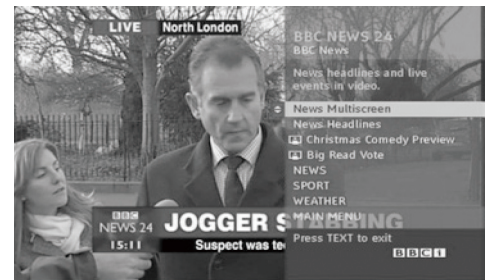 LIVE
North London
BBC NEWS 24
BBC News
News headlines and live
events in video.
News Multiscreen
News Headlines
Christmas Comedy Preview
Big Read Vote
NEWS
SPORT
WEATHER
MAIN MENU
Press TEXT to exit
BBCi
BBC
NEWS 24
15:11
JOGGER STABBING
Suspect was tee